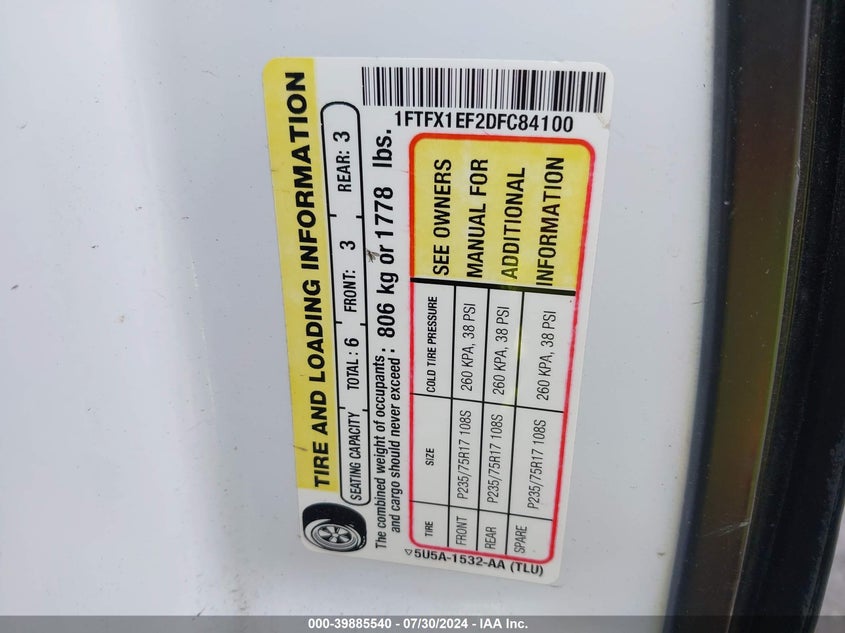 1FTFX1EF2DFC84100
TIRE AND LOADING INFORMATION
SEATING CAPACITY TOTAL : 6 FRONT: 3 REAR: 3
The combined weight of occupants and cargo should never exceed : 806 kg or 1778 lbs.
TIRE SIZE COLD TIRE PRESSURE
FRONT P235/75R17 108S 260 KPA, 38 PSI
REAR P235/75R17 108S 260 KPA, 38 PSI
SPARE P235/75R17 108S 260 KPA, 38 PSI
SEE OWNERS
MANUAL FOR
ADDITIONAL
INFORMATION
5U5A-1532-AA (TLU)
000-39885540 - 07/30/2024 - IAA Inc.